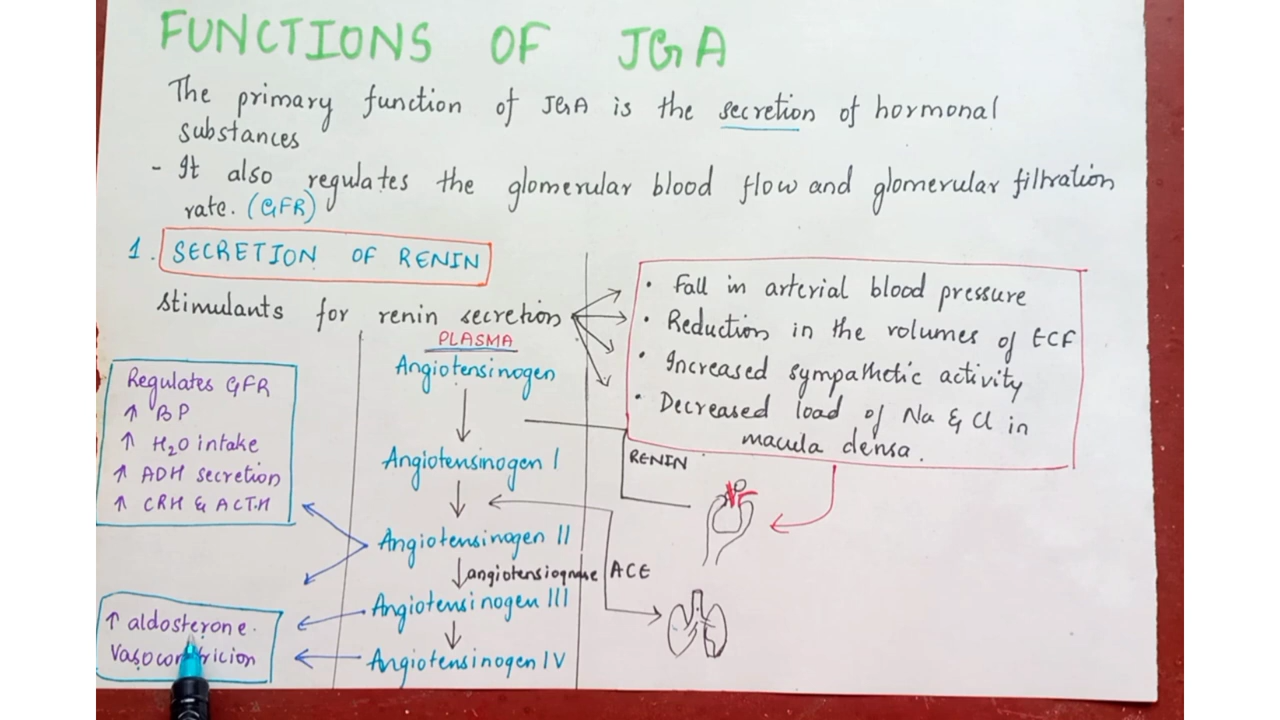 FUNCTIONS OF JGA
The primary function of JGA is the secretion of hormonal
substances
- It also regulates the glomerular blood flow and glomerular filtration
rate. (GFR)
1. SECRETION OF RENIN
stimulants for renin secretion
• Fall in arterial blood pressure
• Reduction in the volumes of ECF
• Increased sympathetic activity
• Decreased load of Na & Cl in
macula densa.
PLASMA
Angiotensinogen
Angiotensinogen I
RENIN
Angiotensinogen II
angiotensiognase ACE
Angiotensinogen III
Angiotensinogen IV
Regulates GFR
↑ BP
↑ H₂O intake
↑ ADH secretion
↑ CRH & ACTH
↑ aldosterone.